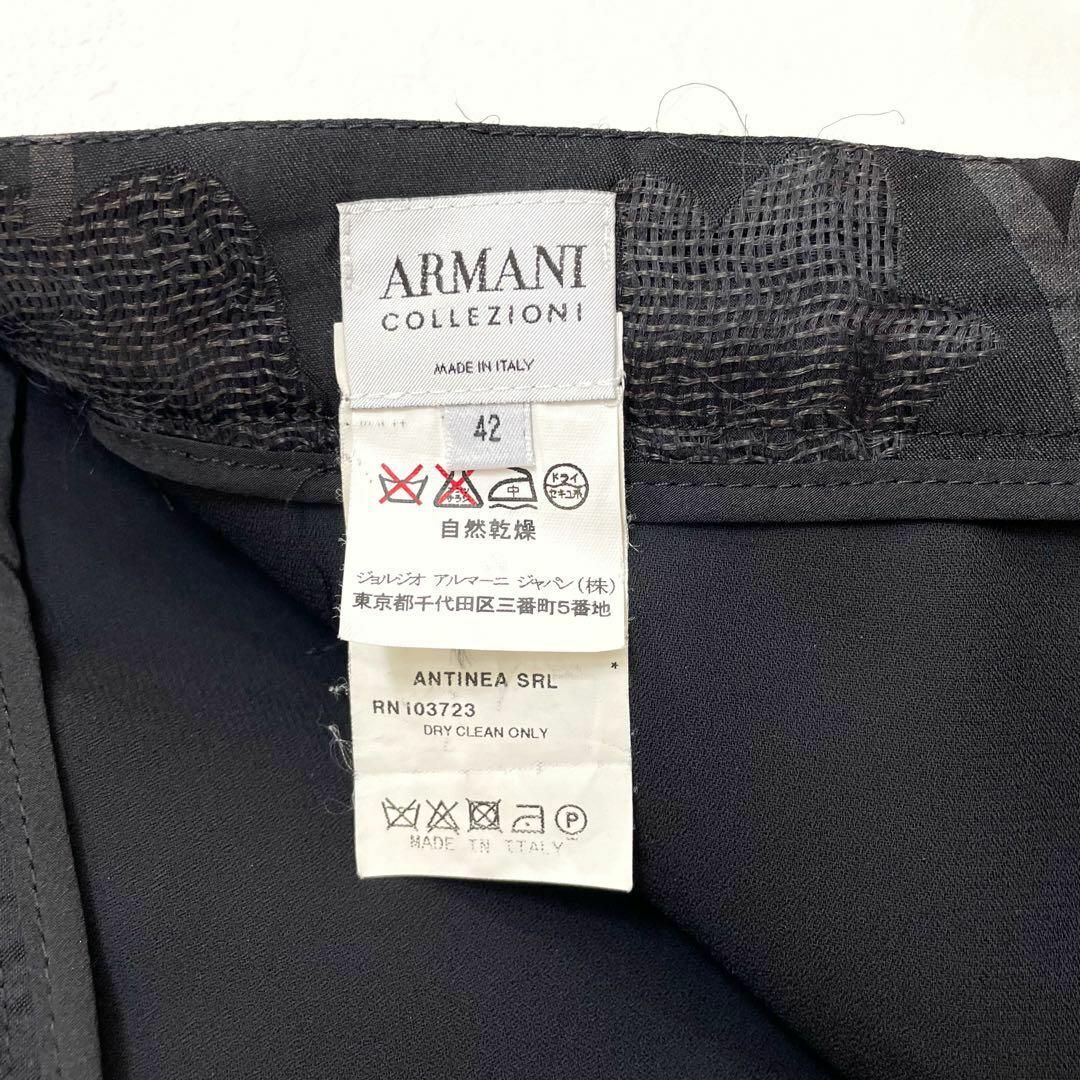 ARMANI
COLLEZIONI
MADE IN ITALY
42
中
ドライ
セキユ系
自然乾燥
ジョルジオ アルマーニ ジャパン(株)
東京都千代田区三番町5番地
*
ANTINEA SRL
RN 103723
DRY CLEAN ONLY
P
MADE IN ITALY